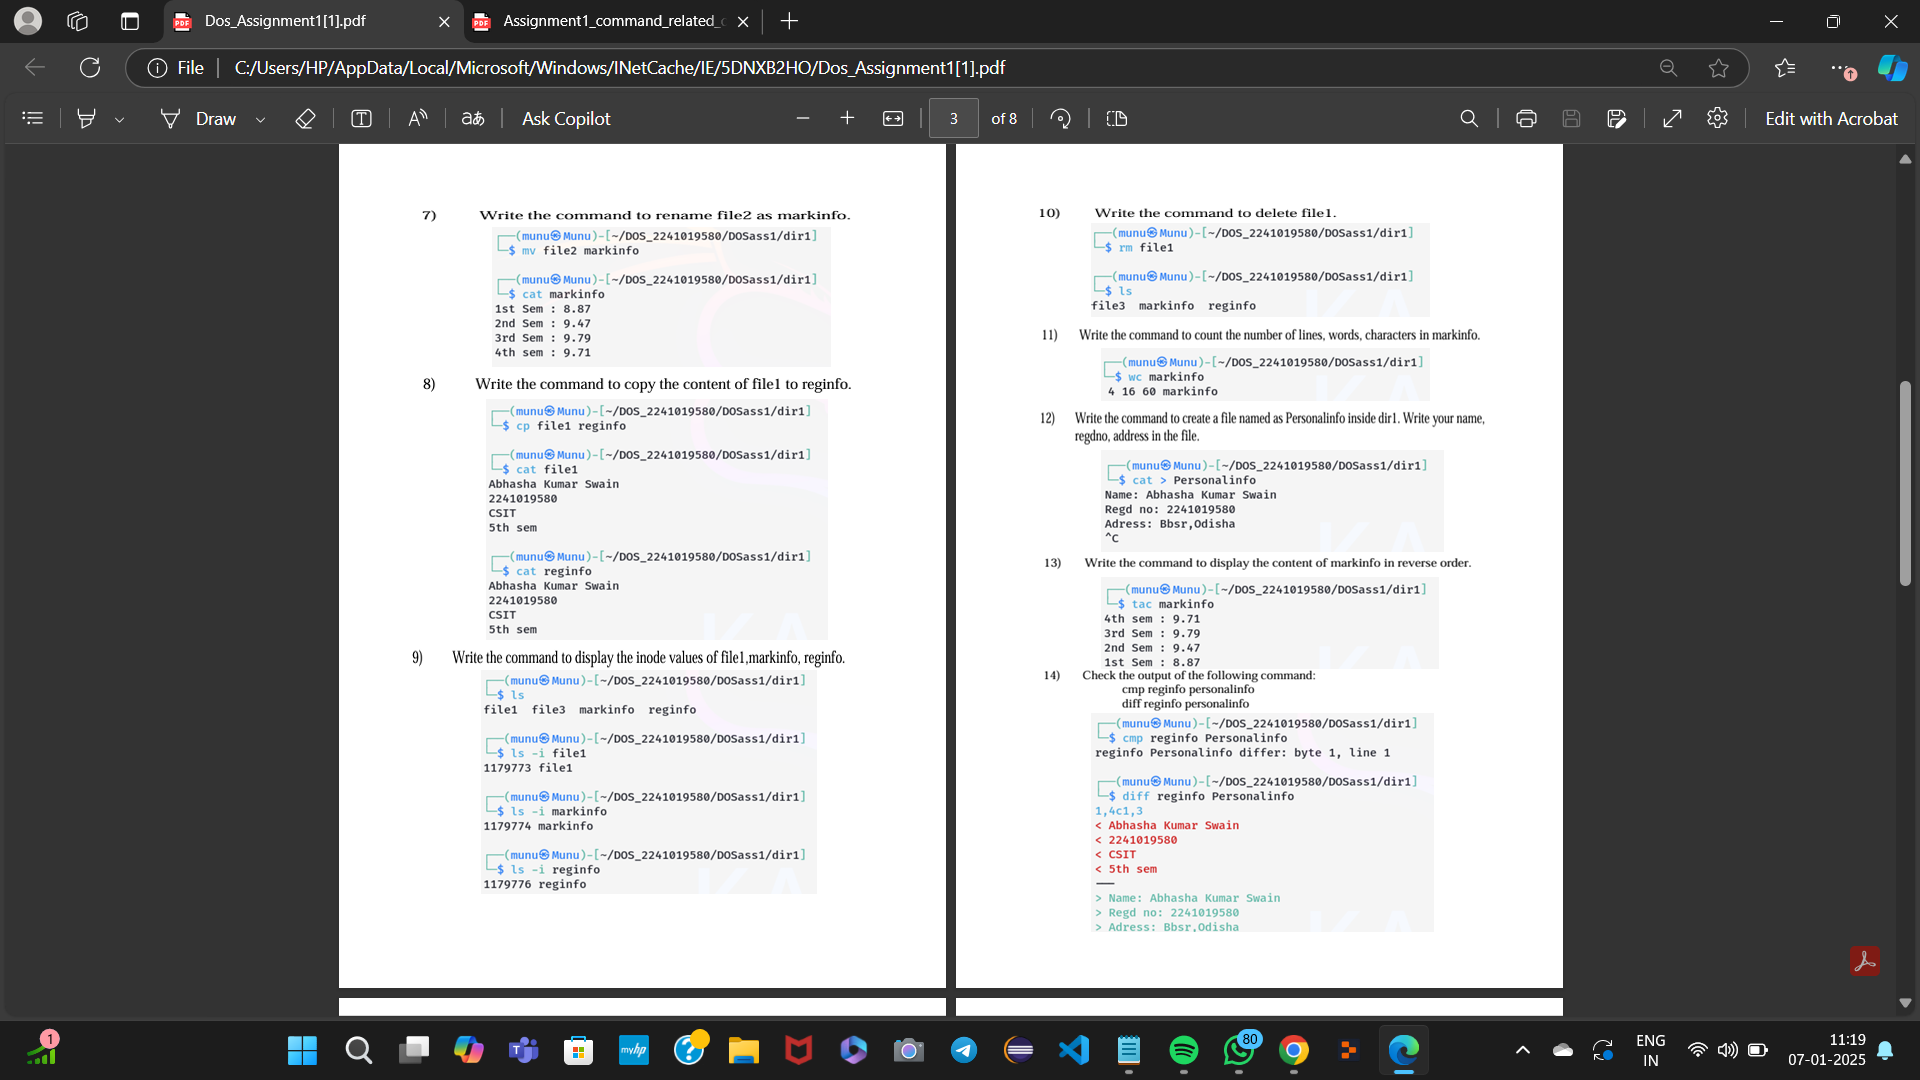 Dos_Assignment1[1].pdf
Assignment1_command_related_
File
C:/Users/HP/AppData/Local/Microsoft/Windows/INetCache/IE/5DNXB2HO/Dos_Assignment1[1].pdf
Draw
Ask Copilot
3 of 8
Edit with Acrobat
7) Write the command to rename file2 as markinfo.
(munu㉿Munu)-[~/DOS_2241019580/DOSass1/dir1]
$ mv file2 markinfo
(munu㉿Munu)-[~/DOS_2241019580/DOSass1/dir1]
$ cat markinfo
1st Sem : 8.87
2nd Sem : 9.47
3rd Sem : 9.79
4th sem : 9.71
8) Write the command to copy the content of file1 to reginfo.
(munu㉿Munu)-[~/DOS_2241019580/DOSass1/dir1]
$ cp file1 reginfo
(munu㉿Munu)-[~/DOS_2241019580/DOSass1/dir1]
$ cat file1
Abhasha Kumar Swain
2241019580
CSIT
5th sem
(munu㉿Munu)-[~/DOS_2241019580/DOSass1/dir1]
$ cat reginfo
Abhasha Kumar Swain
2241019580
CSIT
5th sem
9) Write the command to display the inode values of file1,markinfo, reginfo.
(munu㉿Munu)-[~/DOS_2241019580/DOSass1/dir1]
$ ls
file1 file3 markinfo reginfo
(munu㉿Munu)-[~/DOS_2241019580/DOSass1/dir1]
$ ls -i file1
1179773 file1
(munu㉿Munu)-[~/DOS_2241019580/DOSass1/dir1]
$ ls -i markinfo
1179774 markinfo
(munu㉿Munu)-[~/DOS_2241019580/DOSass1/dir1]
$ ls -i reginfo
1179776 reginfo
10) Write the command to delete file1.
(munu㉿Munu)-[~/DOS_2241019580/DOSass1/dir1]
$ rm file1
(munu㉿Munu)-[~/DOS_2241019580/DOSass1/dir1]
$ ls
file3 markinfo reginfo
11) Write the command to count the number of lines, words, characters in markinfo.
(munu㉿Munu)-[~/DOS_2241019580/DOSass1/dir1]
$ wc markinfo
4 16 60 markinfo
12) Write the command to create a file named as Personalinfo inside dir1. Write your name,
regdno, address in the file.
(munu㉿Munu)-[~/DOS_2241019580/DOSass1/dir1]
$ cat > Personalinfo
Name: Abhasha Kumar Swain
Regd no: 2241019580
Adress: Bbsr,Odisha
^C
13) Write the command to display the content of markinfo in reverse order.
(munu㉿Munu)-[~/DOS_2241019580/DOSass1/dir1]
$ tac markinfo
4th sem : 9.71
3rd Sem : 9.79
2nd Sem : 9.47
1st Sem : 8.87
14) Check the output of the following command:
cmp reginfo personalinfo
diff reginfo personalinfo
(munu㉿Munu)-[~/DOS_2241019580/DOSass1/dir1]
$ cmp reginfo Personalinfo
reginfo Personalinfo differ: byte 1, line 1
(munu㉿Munu)-[~/DOS_2241019580/DOSass1/dir1]
$ diff reginfo Personalinfo
1,4c1,3
< Abhasha Kumar Swain
< 2241019580
< CSIT
< 5th sem
> Name: Abhasha Kumar Swain
> Regd no: 2241019580
> Adress: Bbsr,Odisha
1
myhp
80
ENG
IN
11:19
07-01-2025